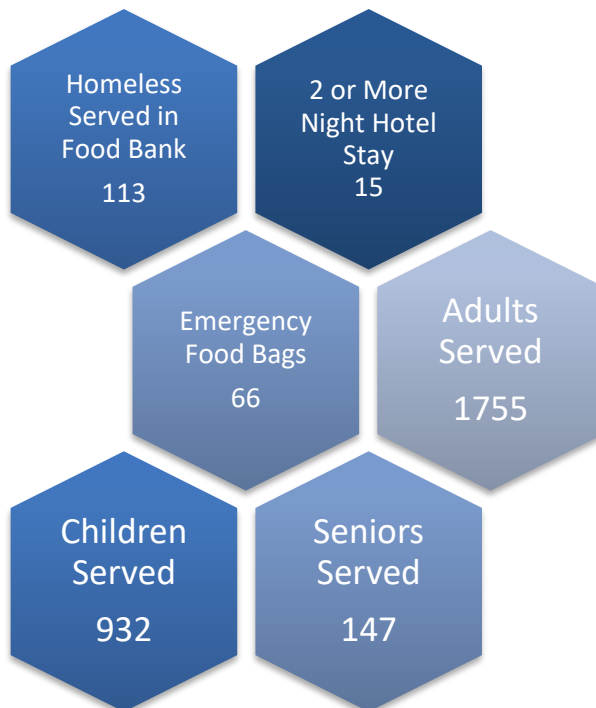 Homeless
Served in
Food Bank
113
2 or More
Night Hotel
Stay
15
Emergency
Food Bags
66
Adults
Served
1755
Children
Served
932
Seniors
Served
147